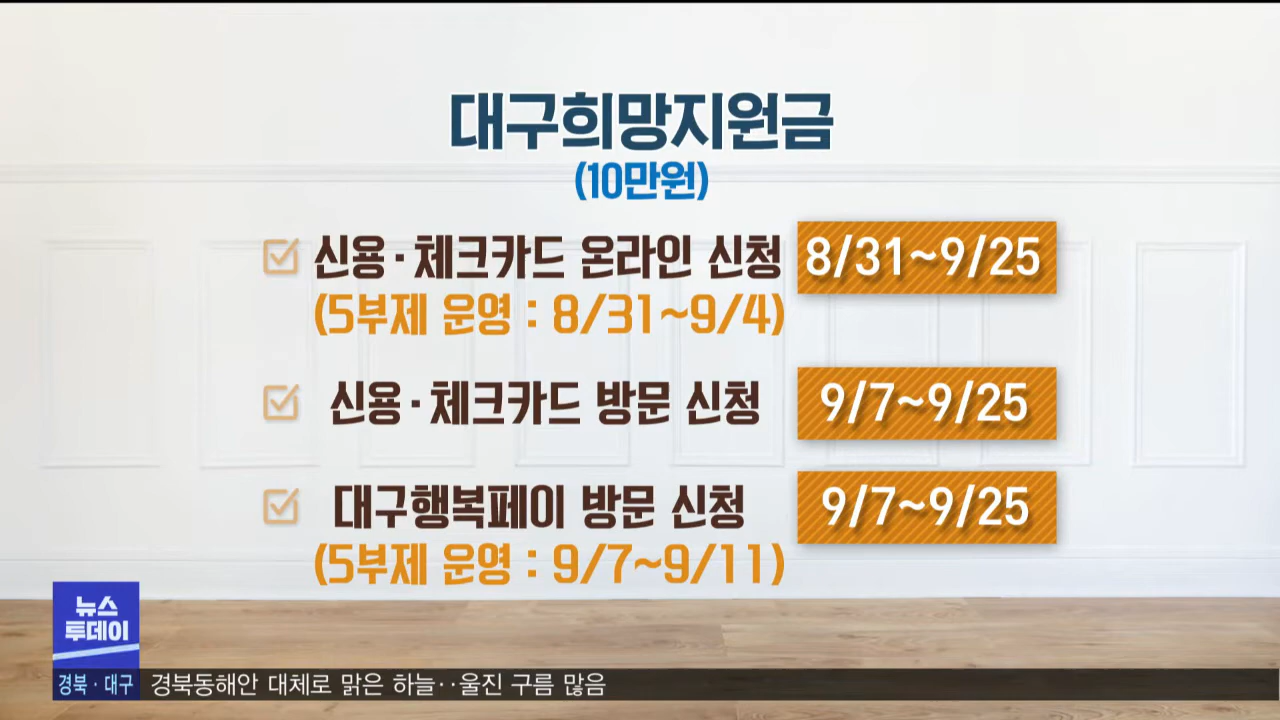 대구희망지원금
(10만원)
신용·체크카드 온라인 신청 8/31~9/25
(5부제 운영 : 8/31~9/4)
신용·체크카드 방문 신청 9/7~9/25
대구행복페이 방문 신청 9/7~9/25
(5부제 운영 : 9/7~9/11)
뉴스
투데이
경북·대구 경북동해안 대체로 맑은 하늘‥울진 구름 많음